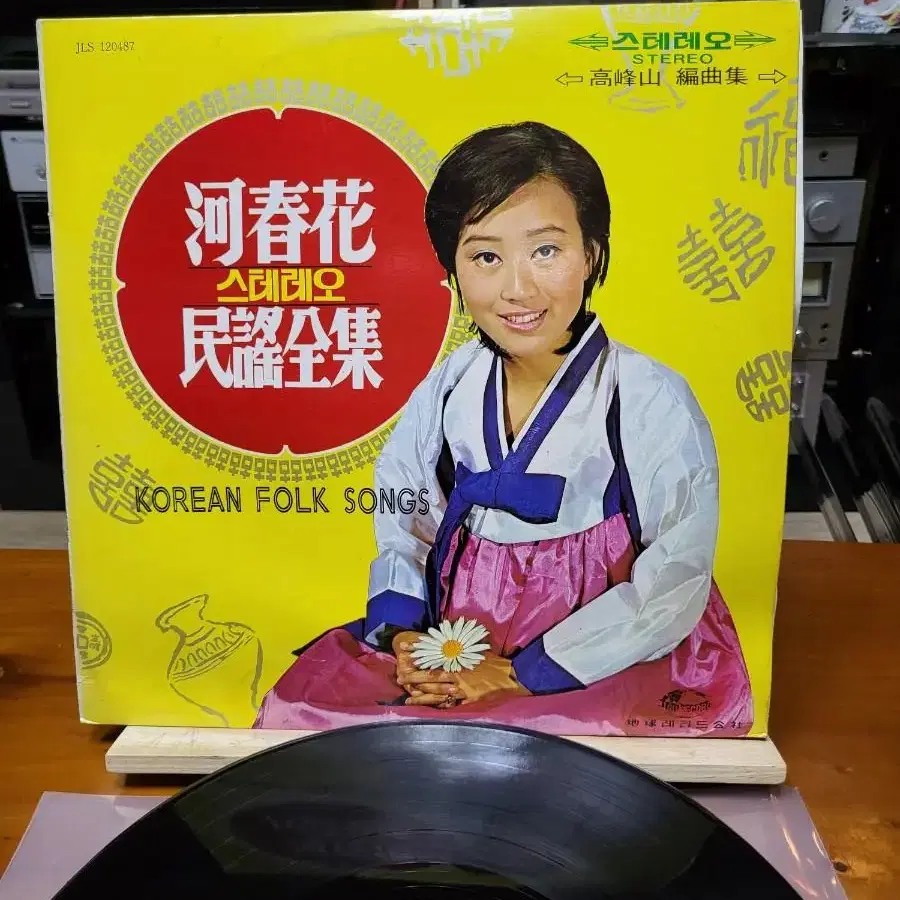 JLS 120487
스테레오
STEREO
高峰山 編曲集
河春花
스테레오
民謠全集
KOREAN FOLK SONGS
地球레코드公社